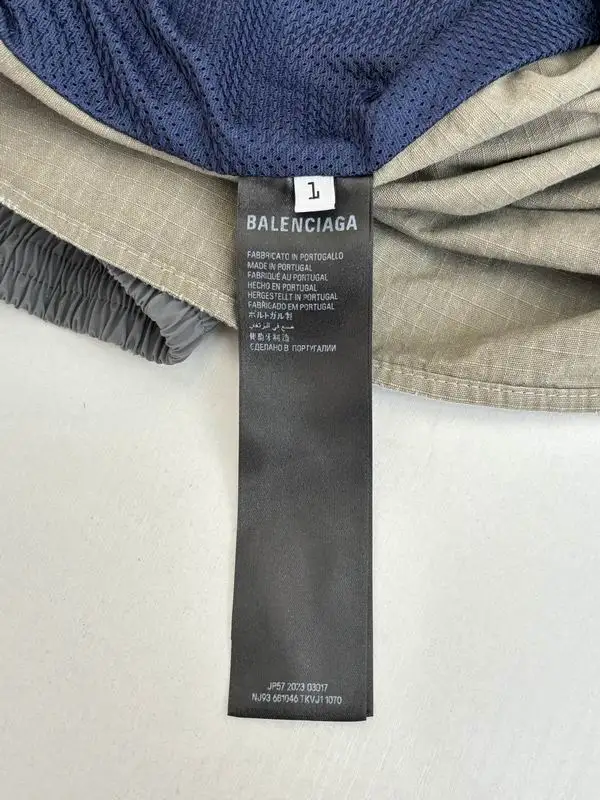 1
BALENCIAGA
FABBRICATO IN PORTOGALLO
MADE IN PORTUGAL
FABRIQUÉ AU PORTUGAL
HECHO EN PORTUGAL
HERGESTELLT IN PORTUGAL
FABRICADO EM PORTUGAL
ポルトガル製
صنع في البرتغال
葡萄牙制造
СДЕЛАНО В ПОРТУГАЛИИ
JP57 2023 03017
NJ93 681046 TKVJ1 1070